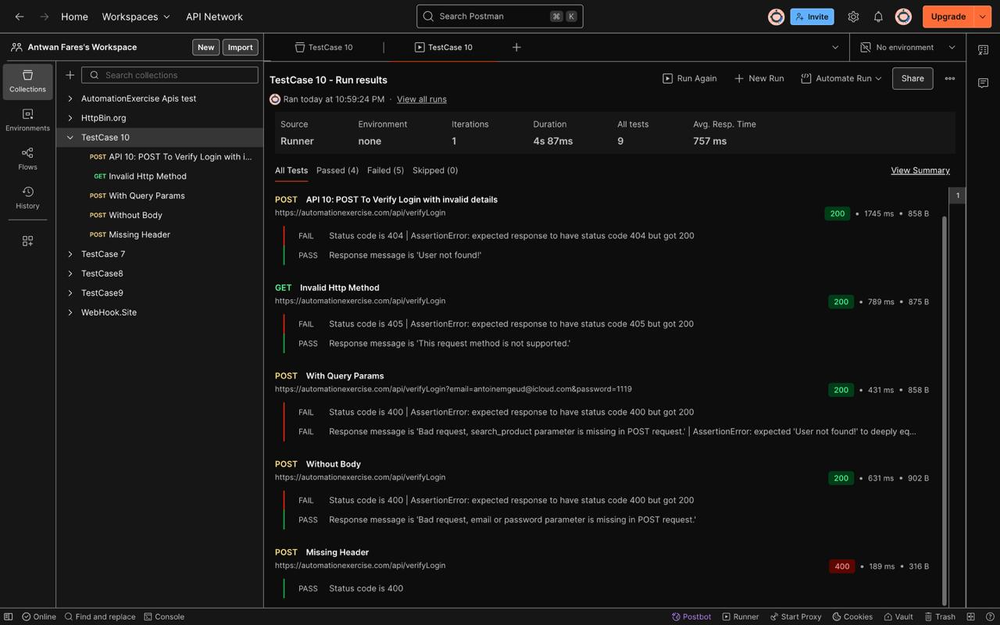 Home Workspaces API Network Search Postman ⌘ K Invite Upgrade
Antwan Fares's Workspace New Import TestCase 10 TestCase 10 No environment
Collections
Environments
Flows
History
Search collections
AutomationExercise Apis test
HttpBin.org
TestCase 10
POST API 10: POST To Verify Login with i...
GET Invalid Http Method
POST With Query Params
POST Without Body
POST Missing Header
TestCase 7
TestCase8
TestCase9
WebHook.Site
TestCase 10 - Run results Run Again New Run Automate Run Share
Ran today at 10:59:24 PM · View all runs
Source Environment Iterations Duration All tests Avg. Resp. Time
Runner none 1 4s 87ms 9 757 ms
All Tests Passed (4) Failed (5) Skipped (0) View Summary
1
POST API 10: POST To Verify Login with invalid details
https://automationexercise.com/api/verifyLogin 200 • 1745 ms • 858 B
FAIL Status code is 404 | AssertionError: expected response to have status code 404 but got 200
PASS Response message is 'User not found!'
GET Invalid Http Method
https://automationexercise.com/api/verifyLogin 200 • 789 ms • 875 B
FAIL Status code is 405 | AssertionError: expected response to have status code 405 but got 200
PASS Response message is 'This request method is not supported.'
POST With Query Params
https://automationexercise.com/api/verifyLogin?email=antoinemgeud@icloud.com&password=1119 200 • 431 ms • 858 B
FAIL Status code is 400 | AssertionError: expected response to have status code 400 but got 200
FAIL Response message is 'Bad request, search_product parameter is missing in POST request.' | AssertionError: expected 'User not found!' to deeply eq...
POST Without Body
https://automationexercise.com/api/verifyLogin 200 • 631 ms • 902 B
FAIL Status code is 400 | AssertionError: expected response to have status code 400 but got 200
PASS Response message is 'Bad request, email or password parameter is missing in POST request.'
POST Missing Header
https://automationexercise.com/api/verifyLogin 400 • 189 ms • 316 B
PASS Status code is 400
Online Find and replace Console Postbot Runner Start Proxy Cookies Vault Trash